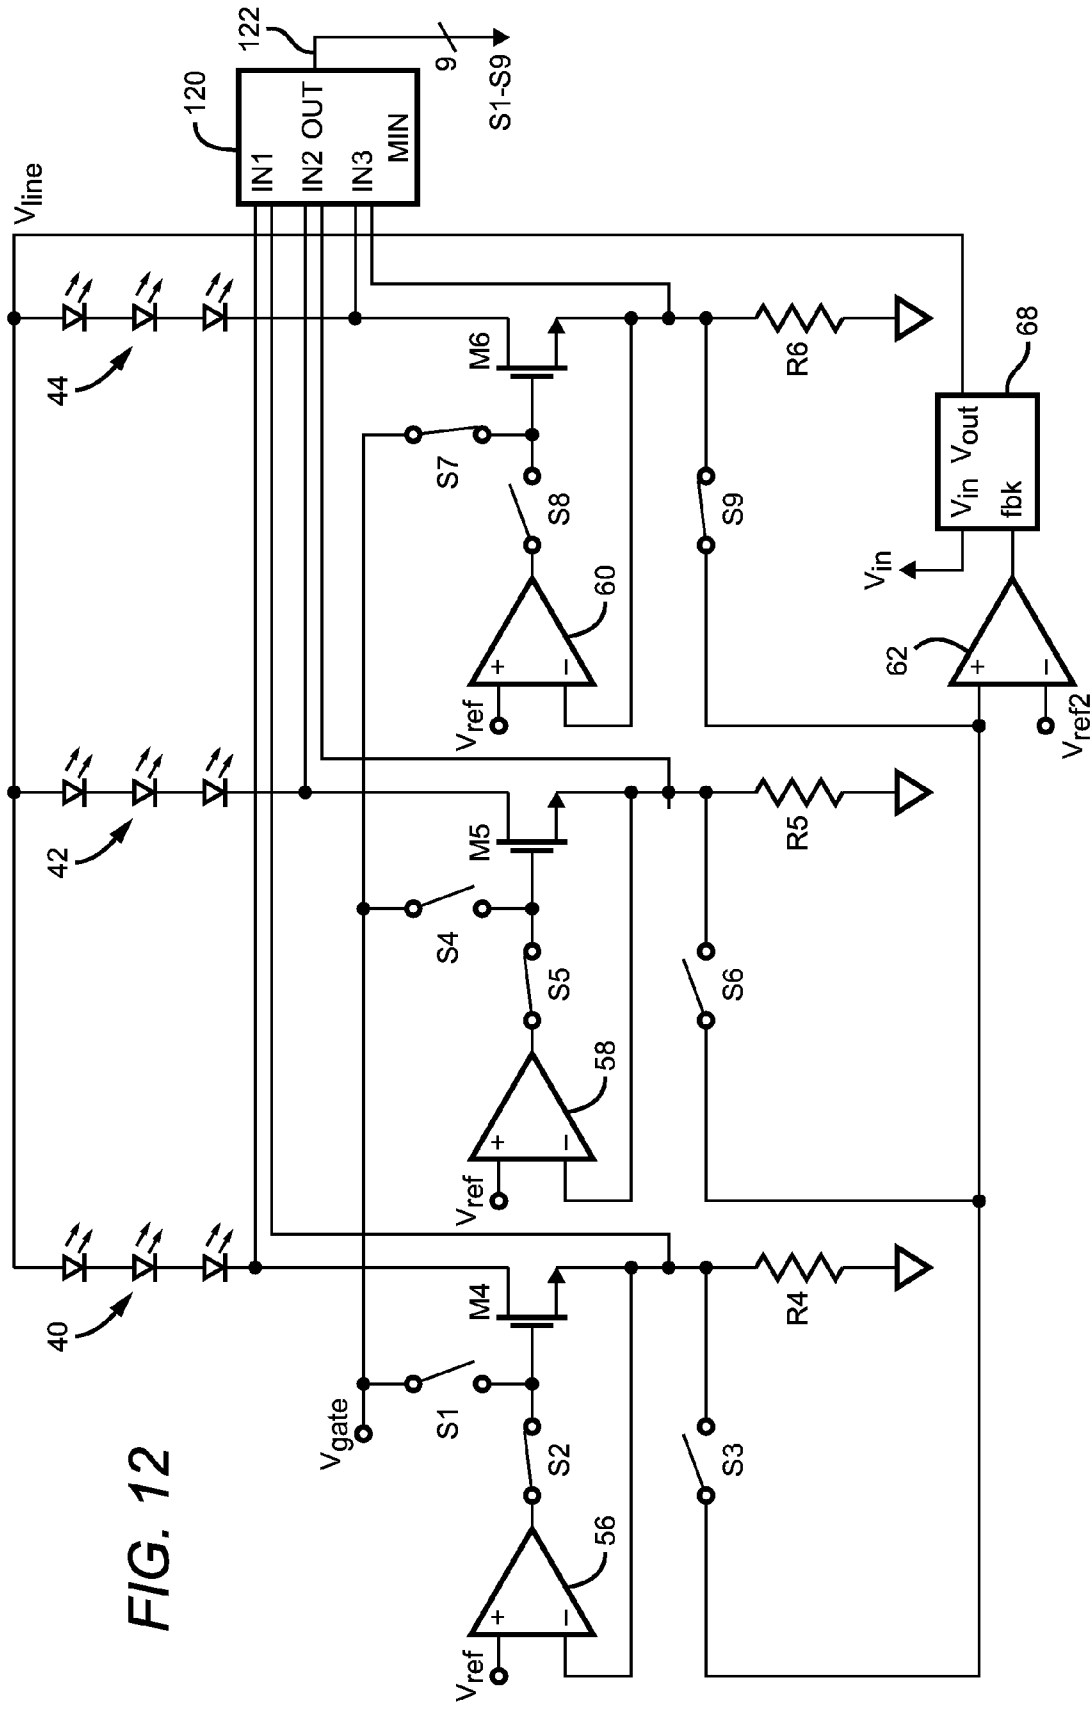 FIG. 12
40
42
44
Vline
120
122
IN1
IN2 OUT
IN3
MIN
9
S1-S9
Vgate
S1
S4
S7
M4
M5
M6
S2
S5
S8
Vref
+
−
56
Vref
+
−
58
Vref
+
−
60
S3
S6
S9
R4
R5
R6
Vin
62
+
−
Vref2
Vin Vout
fbk
68